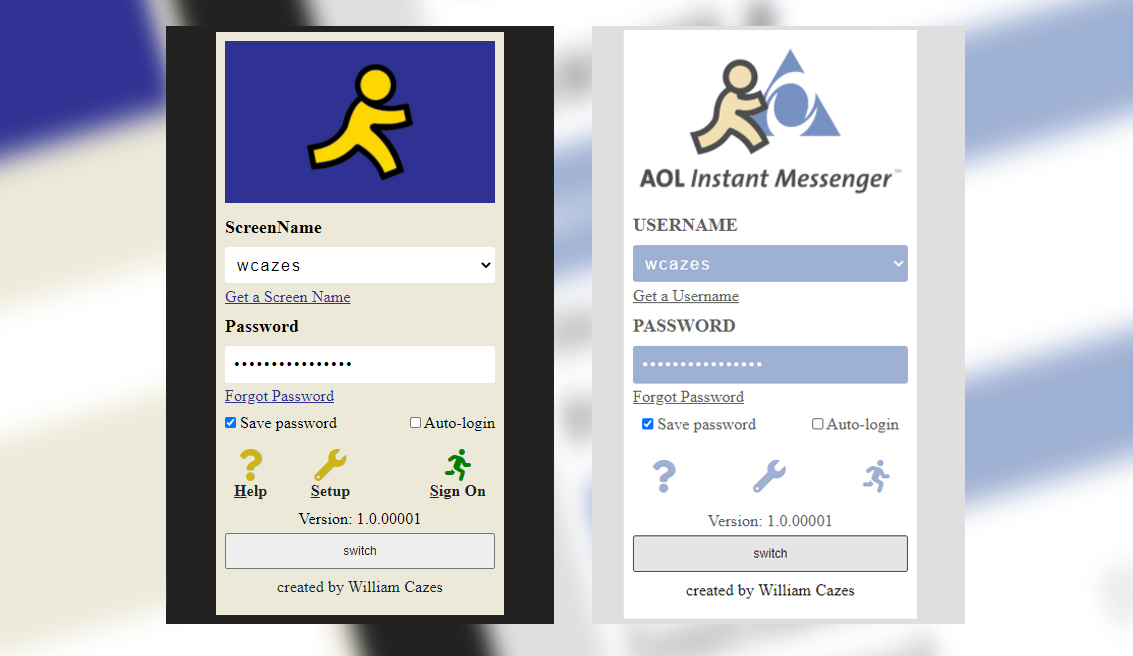 ScreenName
wcazes
Get a Screen Name
Password
••••••••••••••••
Forgot Password
Save password Auto-login
Help Setup Sign On
Version: 1.0.00001
switch
created by William Cazes
AOL Instant Messenger℠
USERNAME
wcazes
Get a Username
PASSWORD
••••••••••••••••
Forgot Password
Save password Auto-login
Version: 1.0.00001
switch
created by William Cazes